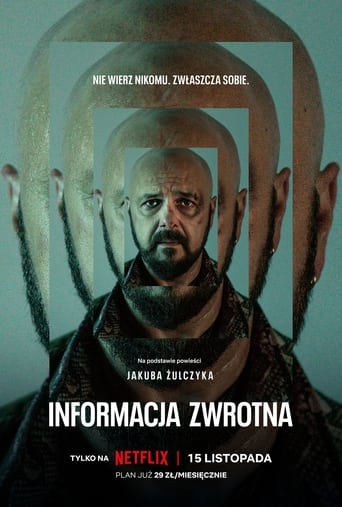 NIE WIERZ NIKOMU. ZWŁASZCZA SOBIE.
Na podstawie powieści
JAKUBA ŻULCZYKA
INFORMACJA ZWROTNA
TYLKO NA NETFLIX | 15 LISTOPADA
PLAN JUŻ 29 ZŁ/MIESIĘCZNIE